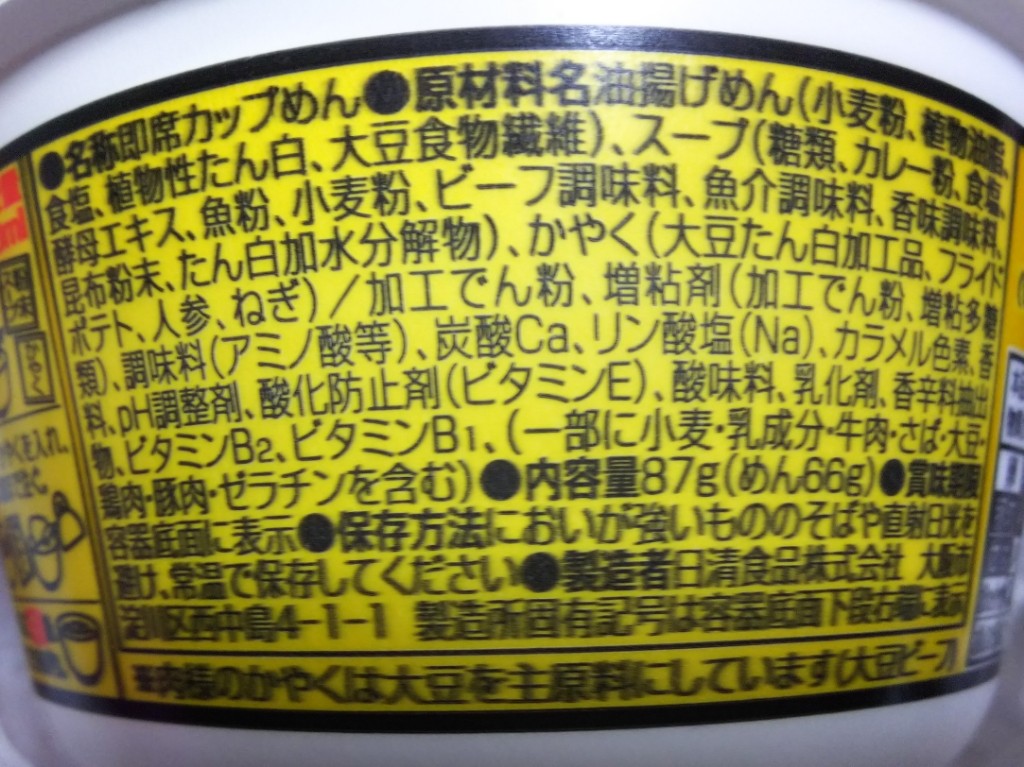 ●名称即席カップめん●原材料名油揚げめん(小麦粉、植物油脂、
食塩、植物性たん白、大豆食物繊維)、スープ(糖類、カレー粉、食塩、
酵母エキス、魚粉、小麦粉、ビーフ調味料、魚介調味料、香味調味料、
昆布粉末、たん白加水分解物)、かやく(大豆たん白加工品、フライド
ポテト、人参、ねぎ)/加工でん粉、増粘剤(加工でん粉、増粘多糖
類)、調味料(アミノ酸等)、炭酸Ca、リン酸塩(Na)、カラメル色素、香
料、pH調整剤、酸化防止剤(ビタミンE)、酸味料、乳化剤、香辛料抽出
物、ビタミンB2、ビタミンB1、(一部に小麦・乳成分・牛肉・さば・大豆・
鶏肉・豚肉・ゼラチンを含む)●内容量87g(めん66g)●賞味期限
容器底面に表示●保存方法においが強いもののそばや直射日光を
避け、常温で保存してください●製造者日清食品株式会社 大阪市
淀川区西中島4-1-1 製造所固有記号は容器底面下段右端に表示
※肉様のかやくは大豆を主原料にしています(大豆ビーフ)
かやく